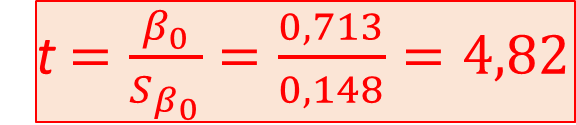 t = β₀ / S_β₀ = 0,713 / 0,148 = 4,82